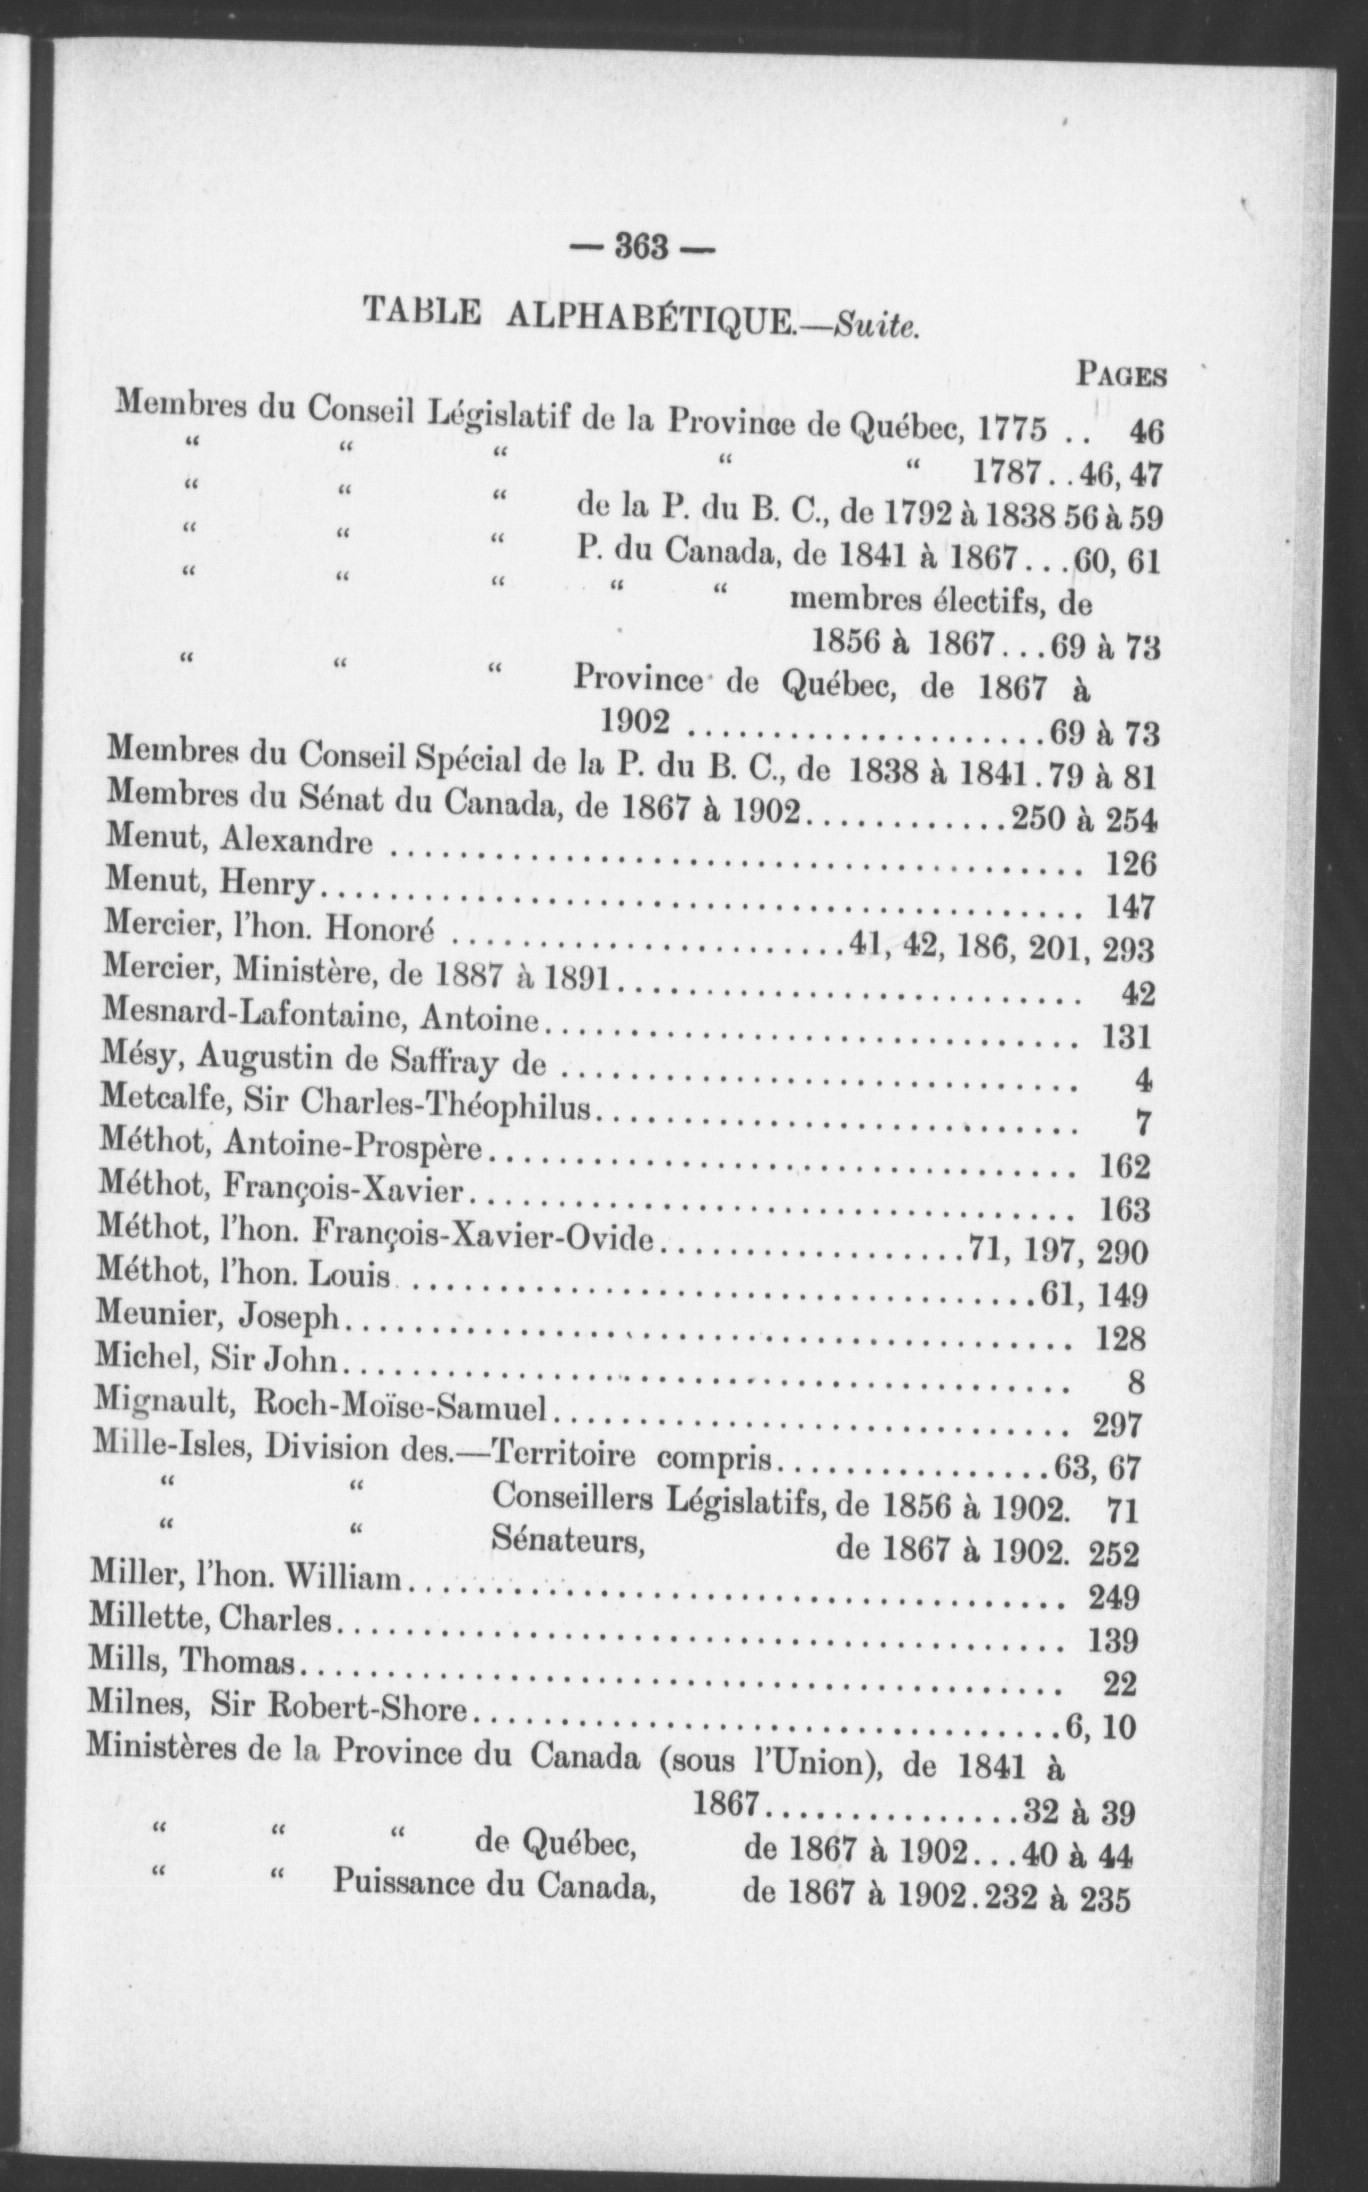 — 363 —
TABLE ALPHABÉTIQUE.—Suite.
PAGES
Membres du Conseil Législatif de la Province de Québec, 1775 .. 46
“ “ “ “ “ 1787..46, 47
“ “ “ de la P. du B. C., de 1792 à 1838 56 à 59
“ “ “ P. du Canada, de 1841 à 1867...60, 61
“ “ “ “ “ membres électifs, de
1856 à 1867...69 à 73
“ “ “ Province de Québec, de 1867 à
1902 .....................69 à 73
Membres du Conseil Spécial de la P. du B. C., de 1838 à 1841.79 à 81
Membres du Sénat du Canada, de 1867 à 1902............250 à 254
Menut, Alexandre ........................................ 126
Menut, Henry............................................ 147
Mercier, l'hon. Honoré .......................41, 42, 186, 201, 293
Mercier, Ministère, de 1887 à 1891........................... 42
Mesnard-Lafontaine, Antoine............................... 131
Mésy, Augustin de Saffray de .............................. 4
Metcalfe, Sir Charles-Théophilus............................ 7
Méthot, Antoine-Prospère.................................. 162
Méthot, François-Xavier................................... 163
Méthot, l'hon. François-Xavier-Ovide..................71, 197, 290
Méthot, l'hon. Louis ....................................61, 149
Meunier, Joseph.......................................... 128
Michel, Sir John.......................................... 8
Mignault, Roch-Moïse-Samuel.............................. 297
Mille-Isles, Division des.—Territoire compris................63, 67
“ “ Conseillers Législatifs, de 1856 à 1902. 71
“ “ Sénateurs, de 1867 à 1902. 252
Miller, l'hon. William...................................... 249
Millette, Charles.......................................... 139
Mills, Thomas............................................ 22
Milnes, Sir Robert-Shore..................................6, 10
Ministères de la Province du Canada (sous l'Union), de 1841 à
1867...............32 à 39
“ “ “ de Québec, de 1867 à 1902...40 à 44
“ “ Puissance du Canada, de 1867 à 1902.232 à 235